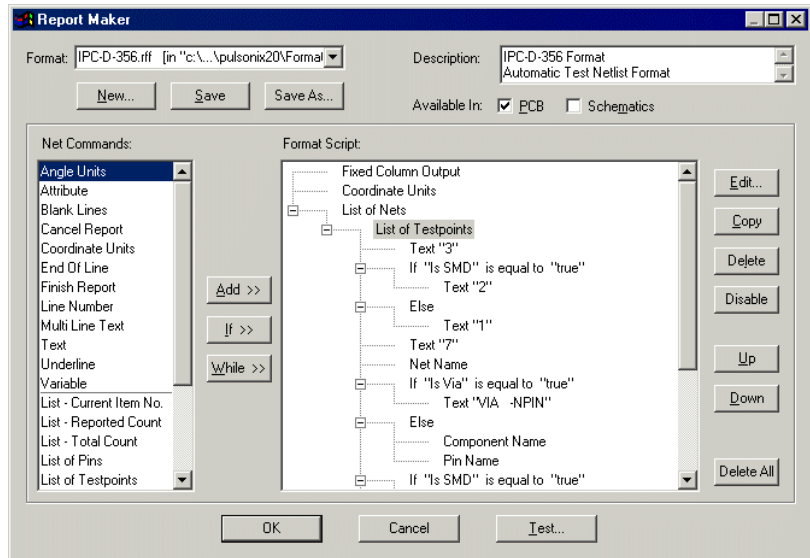 Report Maker
Format: IPC-D-356.rff [in "c:\...\pulsonix20\Formal
Description: IPC-D-356 Format
Automatic Test Netlist Format
New... Save Save As...
Available In: PCB Schematics
Net Commands:
Angle Units
Attribute
Blank Lines
Cancel Report
Coordinate Units
End Of Line
Finish Report
Line Number
Multi Line Text
Text
Underline
Variable
List - Current Item No.
List - Reported Count
List - Total Count
List of Pins
List of Testpoints
Add >>
If >>
While >>
Format Script:
Fixed Column Output
Coordinate Units
List of Nets
List of Testpoints
Text "3"
If "Is SMD" is equal to "true"
Text "2"
Else
Text "1"
Text "7"
Net Name
If "Is Via" is equal to "true"
Text "VIA -NPIN"
Else
Component Name
Pin Name
If "Is SMD" is equal to "true"
Edit...
Copy
Delete
Disable
Up
Down
Delete All
OK Cancel Test...